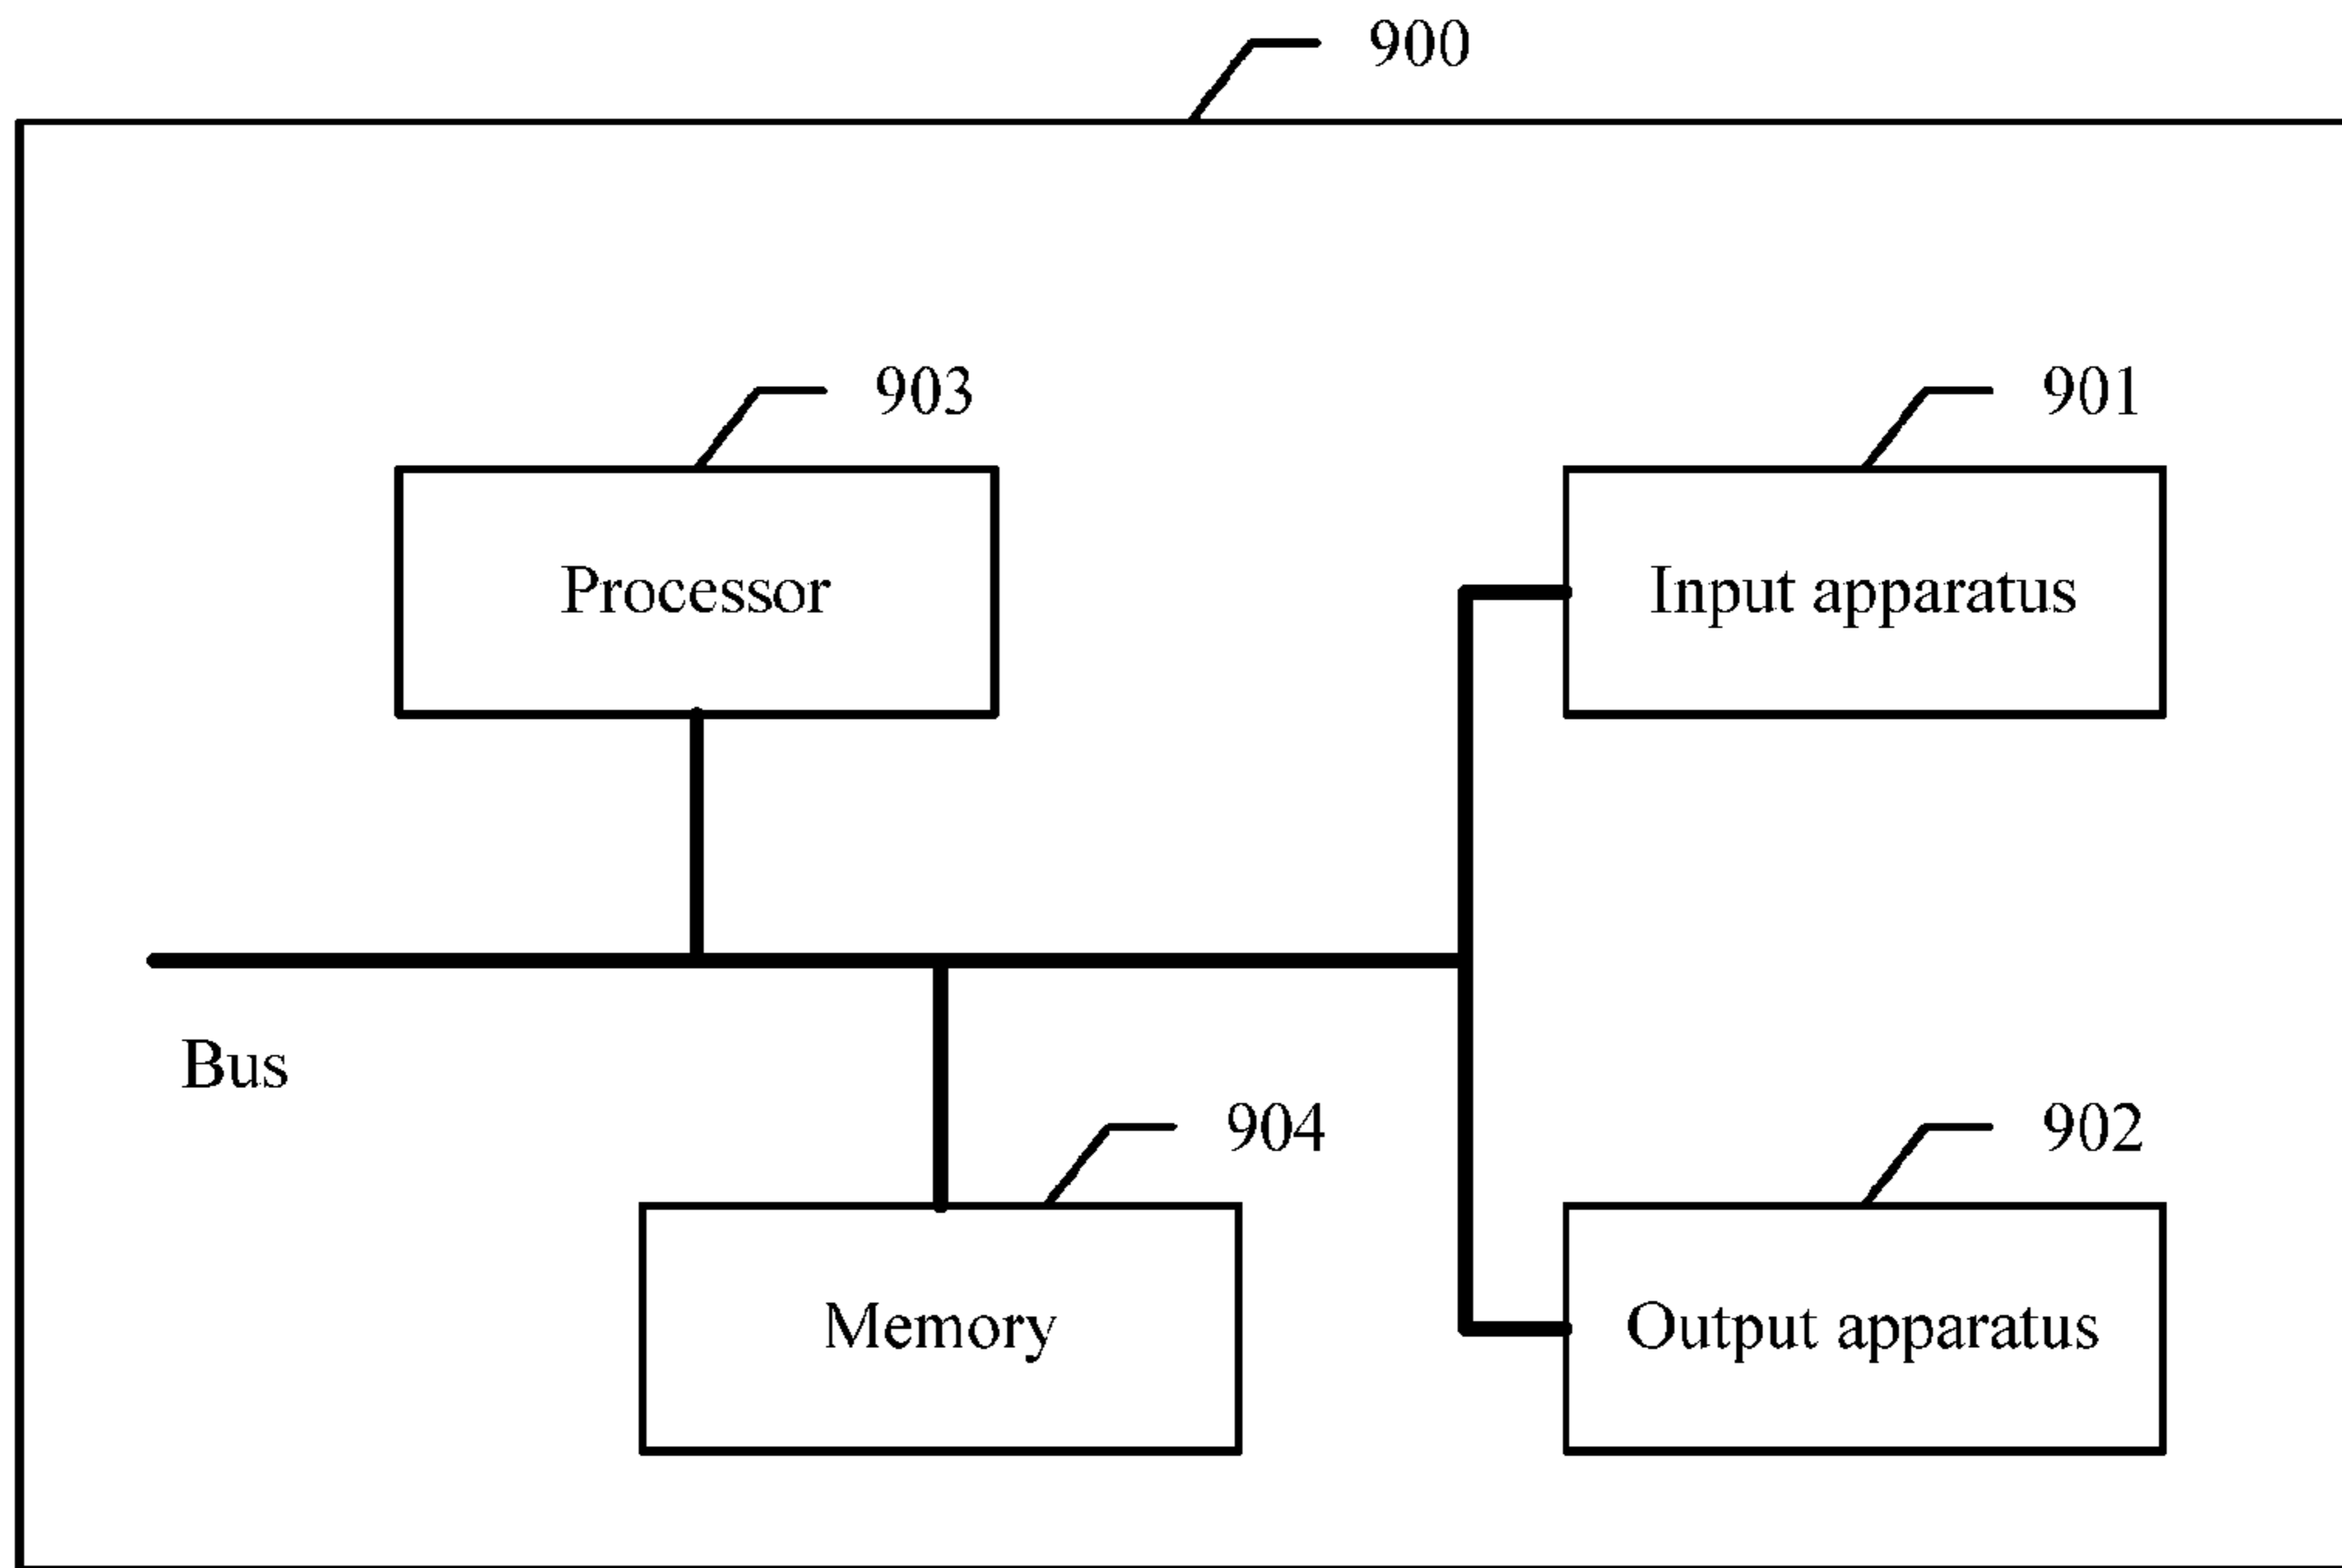 900
903
901
Processor
Input apparatus
Bus
904
902
Memory
Output apparatus